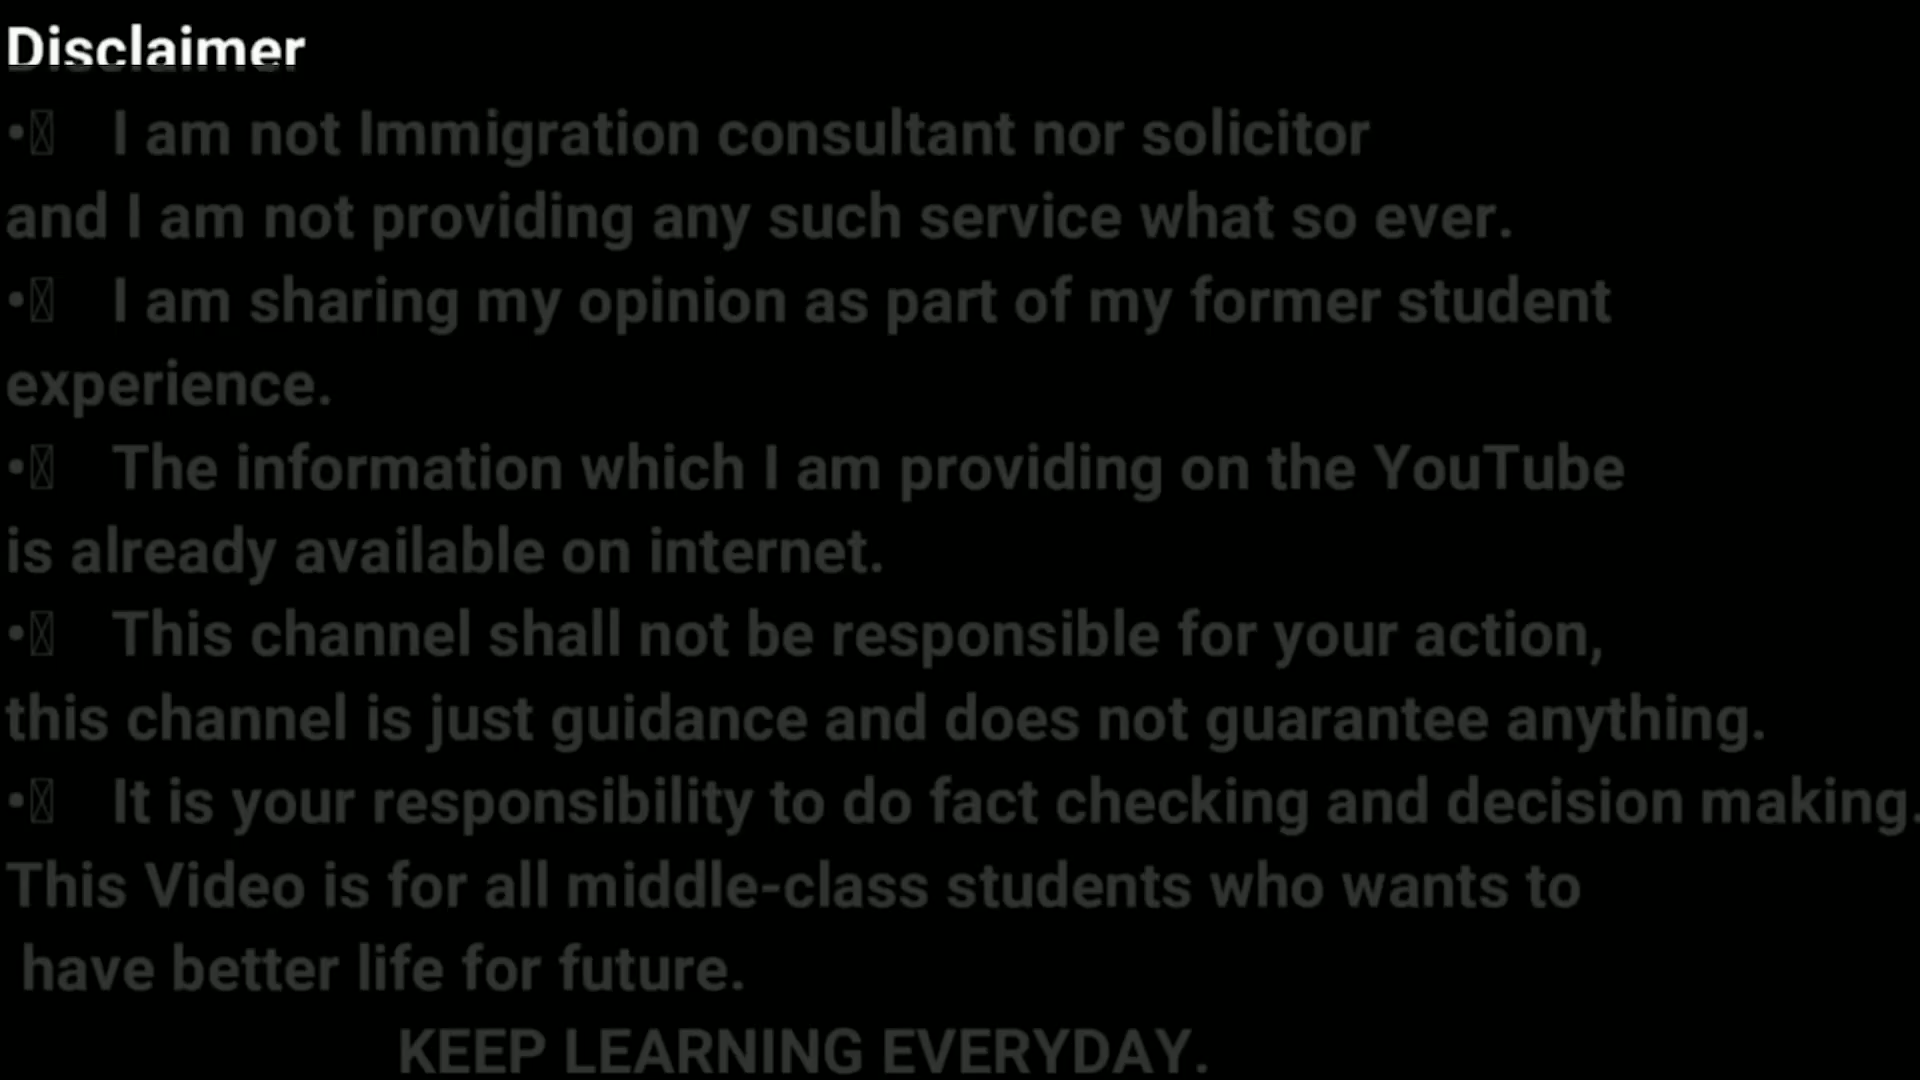 Disclaimer
• I am not Immigration consultant nor solicitor
and I am not providing any such service what so ever.
• I am sharing my opinion as part of my former student
experience.
• The information which I am providing on the YouTube
is already available on internet.
• This channel shall not be responsible for your action,
this channel is just guidance and does not guarantee anything.
• It is your responsibility to do fact checking and decision making.
This Video is for all middle-class students who wants to
have better life for future.
KEEP LEARNING EVERYDAY.